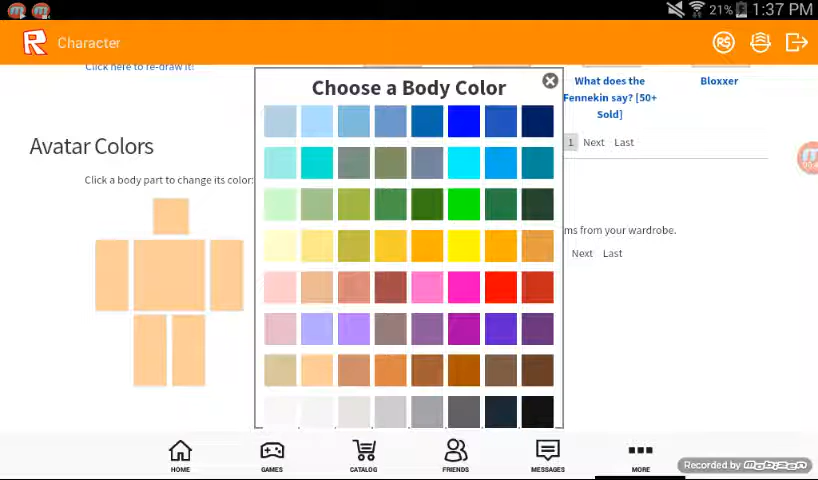 21% 1:37 PM
R Character R$
Click here to re-draw it!
Choose a Body Color
What does the
Fennekin say? [50+
Sold]
Bloxxer
1 Next Last
Avatar Colors
Click a body part to change its color:
ms from your wardrobe.
Next Last
HOME GAMES CATALOG FRIENDS MESSAGES MORE
Recorded by mobizen